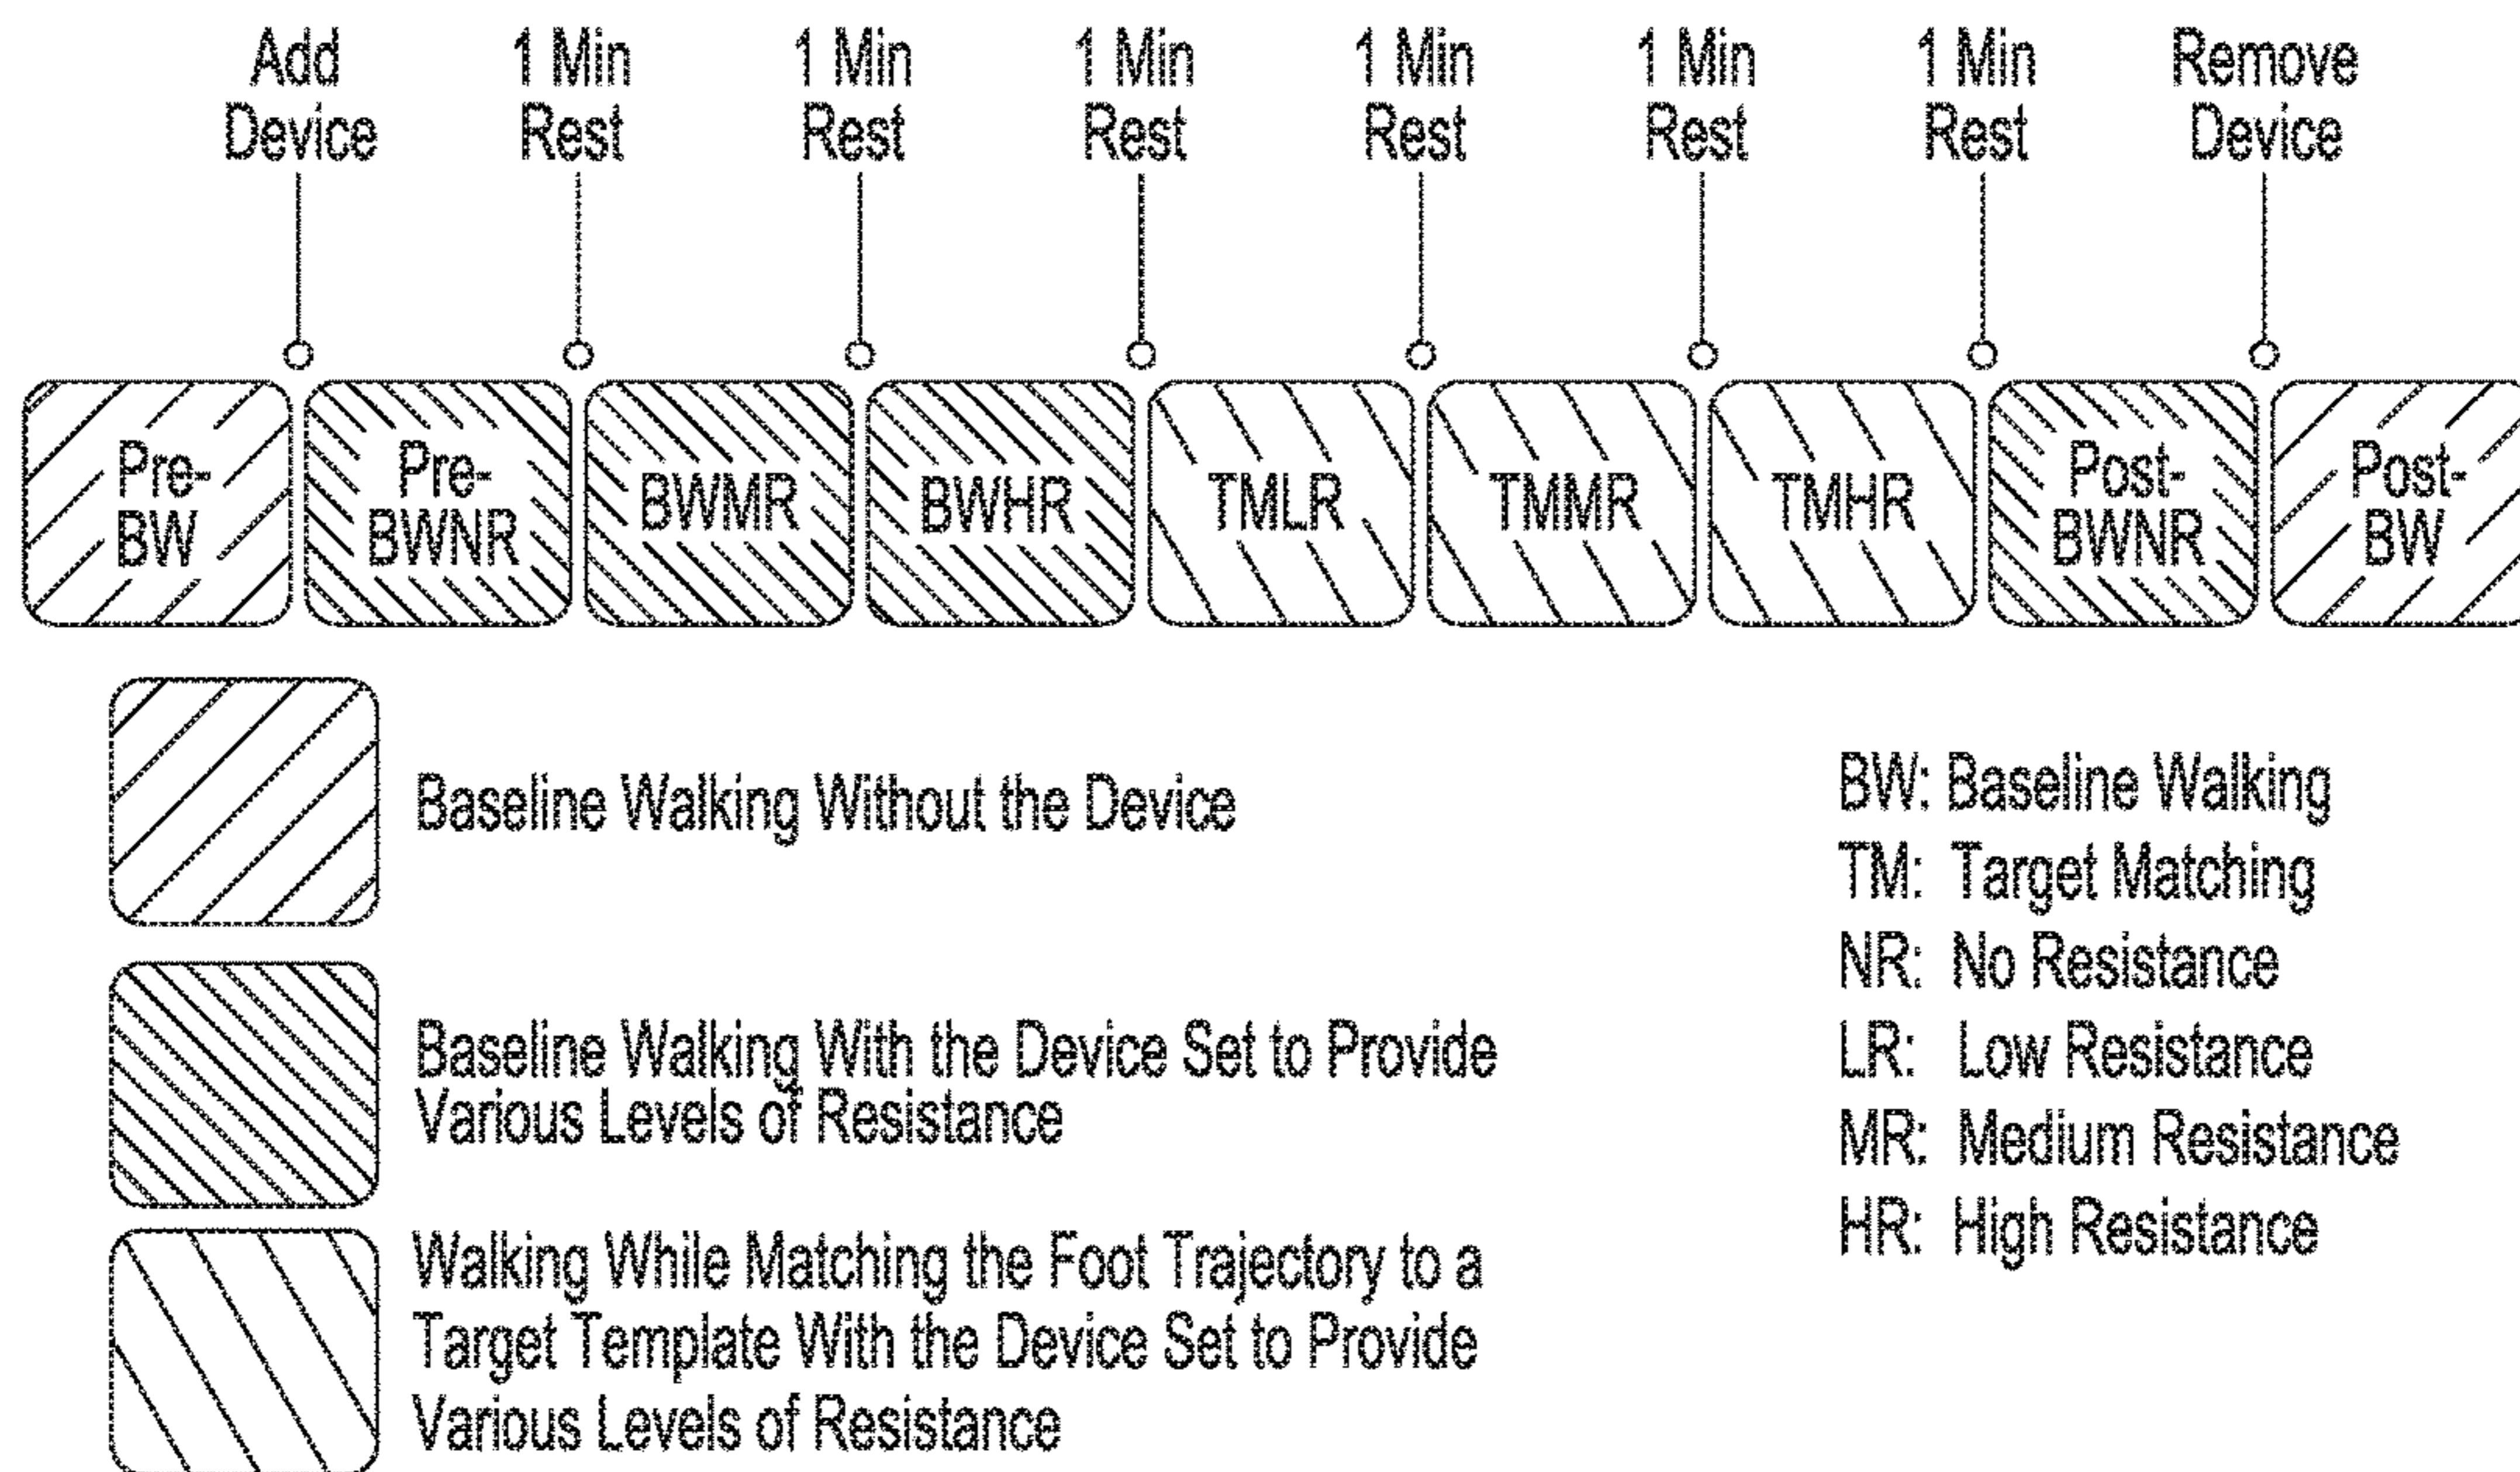 Add
Device
1 Min
Rest
1 Min
Rest
1 Min
Rest
1 Min
Rest
1 Min
Rest
1 Min
Rest
Remove
Device
Pre-
BW
Pre-
BWNR
BWMR
BWHR
TMLR
TMMR
TMHR
Post-
BWNR
Post-
BW
Baseline Walking Without the Device
Baseline Walking With the Device Set to Provide
Various Levels of Resistance
Walking While Matching the Foot Trajectory to a
Target Template With the Device Set to Provide
Various Levels of Resistance
BW: Baseline Walking
TM: Target Matching
NR: No Resistance
LR: Low Resistance
MR: Medium Resistance
HR: High Resistance